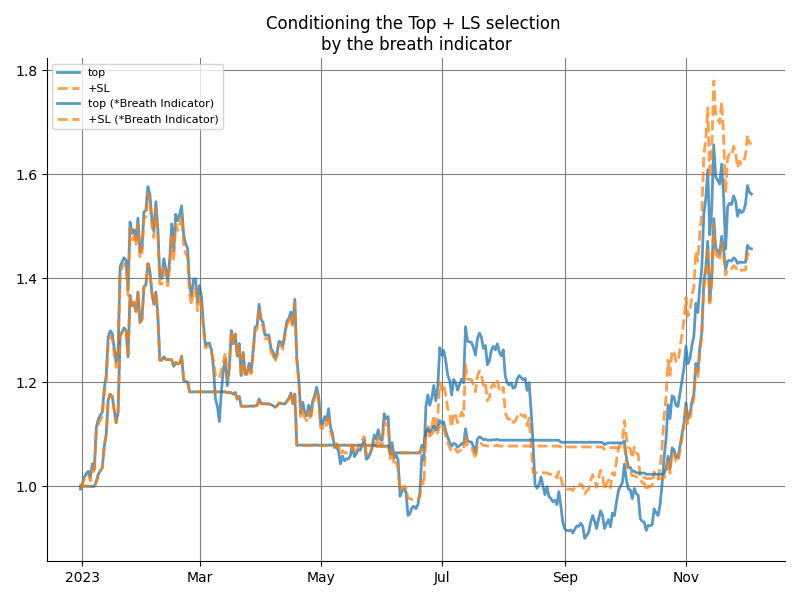 Conditioning the Top + LS selection
by the breath indicator
top
+SL
top (*Breath Indicator)
+SL (*Breath Indicator)
1.8
1.6
1.4
1.2
1.0
2023
Mar
May
Jul
Sep
Nov